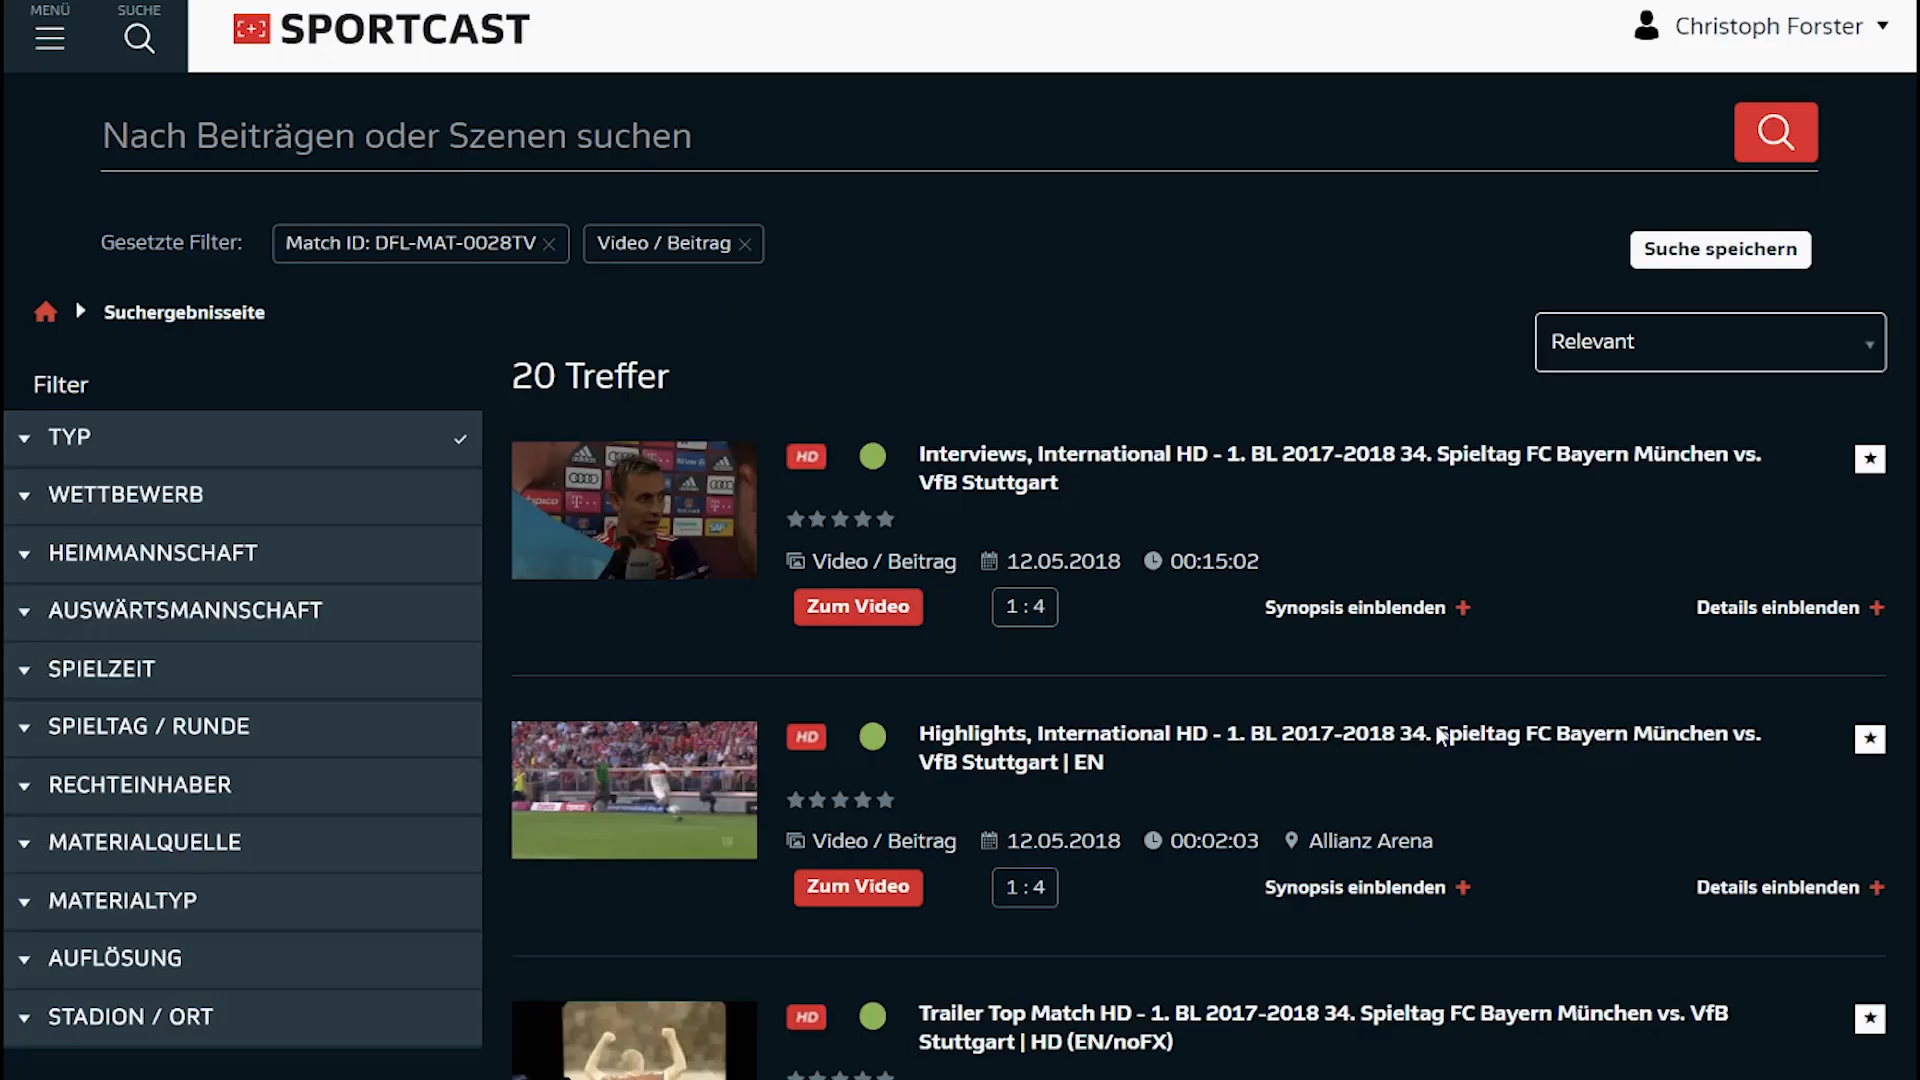 MENÜ
SUCHE
SPORTCAST
Christoph Forster
Nach Beiträgen oder Szenen suchen
Gesetzte Filter:
Match ID: DFL-MAT-0028TV
Video / Beitrag
Suche speichern
Suchergebnisseite
Relevant
Filter
20 Treffer
TYP
WETTBEWERB
HEIMMANNSCHAFT
AUSWÄRTSMANNSCHAFT
SPIELZEIT
SPIELTAG / RUNDE
RECHTEINHABER
MATERIALQUELLE
MATERIALTYP
AUFLÖSUNG
STADION / ORT
HD
Interviews, International HD - 1. BL 2017-2018 34. Spieltag FC Bayern München vs.
VfB Stuttgart
Video / Beitrag 12.05.2018 00:15:02
Zum Video
1 : 4
Synopsis einblenden +
Details einblenden +
HD
Highlights, International HD - 1. BL 2017-2018 34. Spieltag FC Bayern München vs.
VfB Stuttgart | EN
Video / Beitrag 12.05.2018 00:02:03 Allianz Arena
Zum Video
1 : 4
Synopsis einblenden +
Details einblenden +
HD
Trailer Top Match HD - 1. BL 2017-2018 34. Spieltag FC Bayern München vs. VfB
Stuttgart | HD (EN/noFX)